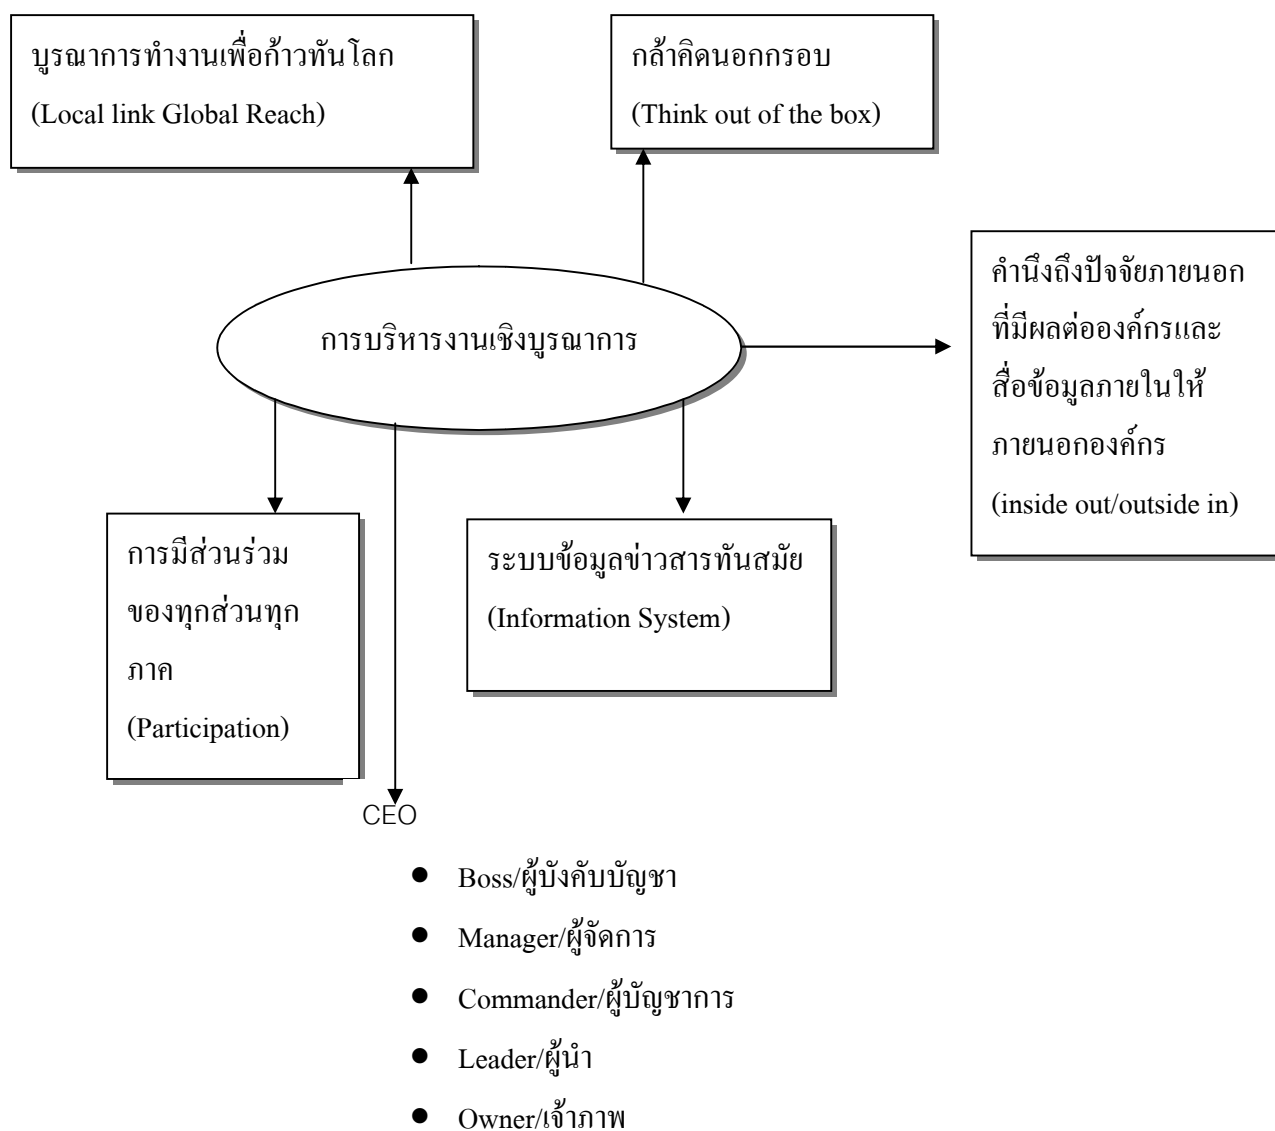 บูรณาการทำงานเพื่อก้าวทันโลก
(Local link Global Reach)
กล้าคิดนอกกรอบ
(Think out of the box)
คำนึงถึงปัจจัยภายนอก
ที่มีผลต่อองค์กรและ
สื่อข้อมูลภายในให้
ภายนอกองค์กร
(inside out/outside in)
การบริหารงานเชิงบูรณาการ
การมีส่วนร่วม
ของทุกส่วนทุก
ภาค
(Participation)
ระบบข้อมูลข่าวสารทันสมัย
(Information System)
CEO
● Boss/ผู้บังคับบัญชา
● Manager/ผู้จัดการ
● Commander/ผู้บัญชาการ
● Leader/ผู้นำ
● Owner/เจ้าภาพ